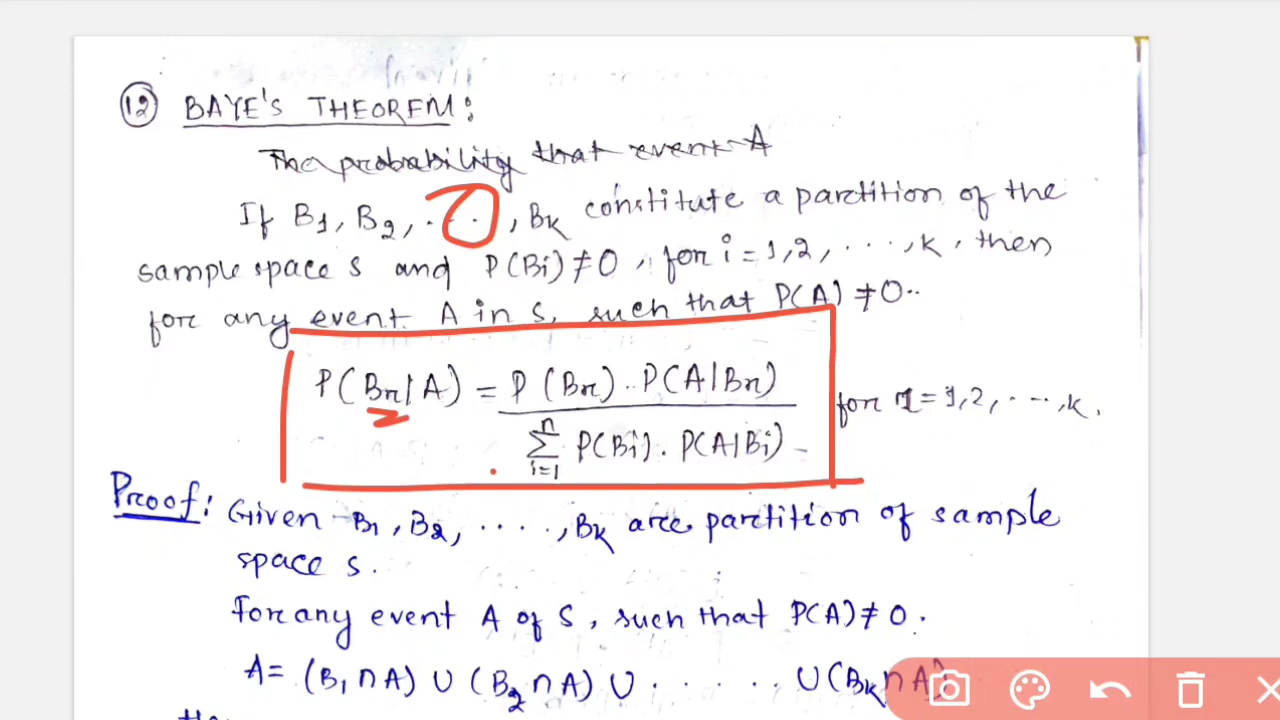 12 BAYE'S THEOREM:
The probability that event A
If B1, B2, ....., Bk constitute a partition of the
sample space S and P(Bi) ≠ 0, for i = 1,2, ...., k, then
for any event A in S, such that P(A) ≠ 0..
P(Br|A) = P(Br).P(A|Br) / Σ_{i=1}^{n} P(Bi).P(A|Bi) for r = 1,2, ...., k.
Proof: Given B1, B2, ....., Bk are partition of sample
space S.
For any event A of S, such that P(A) ≠ 0.
A = (B1 ∩ A) ∪ (B2 ∩ A) ∪ ...... ∪ (Bk ∩ A)